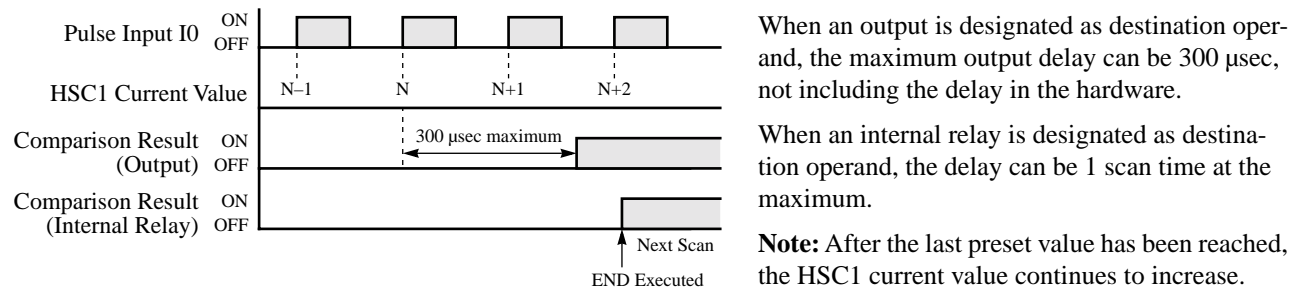 Pulse Input I0
ON
OFF
HSC1 Current Value
N–1
N
N+1
N+2
Comparison Result
(Output)
ON
OFF
300 μsec maximum
Comparison Result
(Internal Relay)
ON
OFF
Next Scan
END Executed
When an output is designated as destination oper-
and, the maximum output delay can be 300 μsec,
not including the delay in the hardware.
When an internal relay is designated as destina-
tion operand, the delay can be 1 scan time at the
maximum.
Note: After the last preset value has been reached,
the HSC1 current value continues to increase.